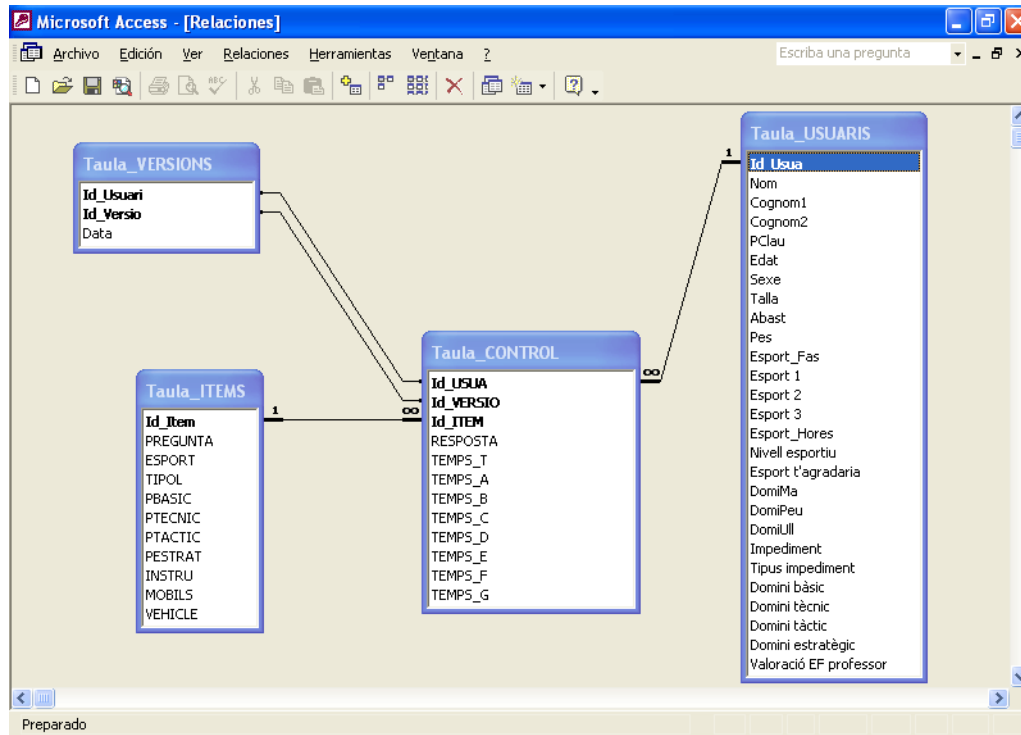 Microsoft Access - [Relaciones]
Archivo Edición Ver Relaciones Herramientas Ventana ? Escriba una pregunta
Taula_VERSIONS
Id_Usuari
Id_Versio
Data
Taula_ITEMS
Id_Item
PREGUNTA
ESPORT
TIPOL
PBASIC
PTECNIC
PTACTIC
PESTRAT
INSTRU
MOBILS
VEHICLE
1 ∞
Taula_CONTROL
Id_USUA
Id_VERSIO
Id_ITEM
RESPOSTA
TEMPS_T
TEMPS_A
TEMPS_B
TEMPS_C
TEMPS_D
TEMPS_E
TEMPS_F
TEMPS_G
∞ 1
Taula_USUARIS
Id_Usua
Nom
Cognom1
Cognom2
PClau
Edat
Sexe
Talla
Abast
Pes
Esport_Fas
Esport 1
Esport 2
Esport 3
Esport_Hores
Nivell esportiu
Esport t'agradaria
DomiMa
DomiPeu
DomiUll
Impediment
Tipus impediment
Domini bàsic
Domini tècnic
Domini tàctic
Domini estratègic
Valoració EF professor
Preparado